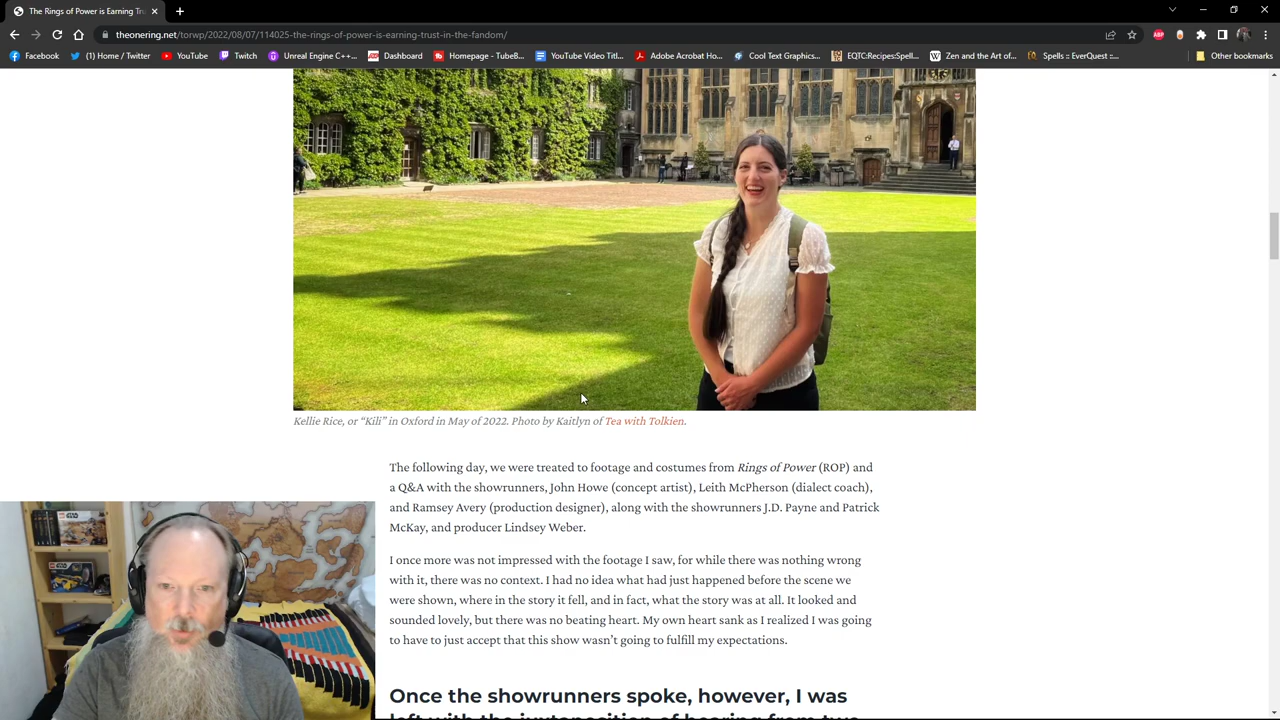 The Rings of Power is Earning Tru
theonering.net/torwp/2022/08/07/114025-the-rings-of-power-is-earning-trust-in-the-fandom/
Facebook
(1) Home / Twitter
YouTube
Twitch
Unreal Engine C++...
Dashboard
Homepage - TubeB...
YouTube Video Titl...
Adobe Acrobat Ho...
Cool Text Graphics...
EQTC:Recipes:Spell...
Zen and the Art of...
Spells :: EverQuest ::...
Other bookmarks
Kellie Rice, or “Kili” in Oxford in May of 2022. Photo by Kaitlyn of Tea with Tolkien.
The following day, we were treated to footage and costumes from Rings of Power (ROP) and
a Q&A with the showrunners, John Howe (concept artist), Leith McPherson (dialect coach),
and Ramsey Avery (production designer), along with the showrunners J.D. Payne and Patrick
McKay, and producer Lindsey Weber.
I once more was not impressed with the footage I saw, for while there was nothing wrong
with it, there was no context. I had no idea what had just happened before the scene we
were shown, where in the story it fell, and in fact, what the story was at all. It looked and
sounded lovely, but there was no beating heart. My own heart sank as I realized I was going
to have to just accept that this show wasn’t going to fulfill my expectations.
Once the showrunners spoke, however, I was
left with the juxtaposition of hearing from two